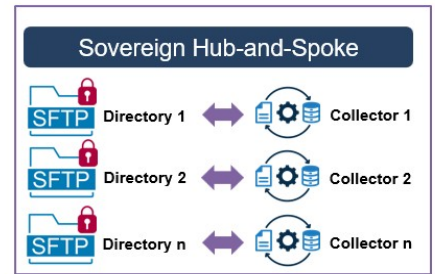 Sovereign Hub-and-Spoke
SFTP Directory 1 Collector 1
SFTP Directory 2 Collector 2
SFTP Directory n Collector n